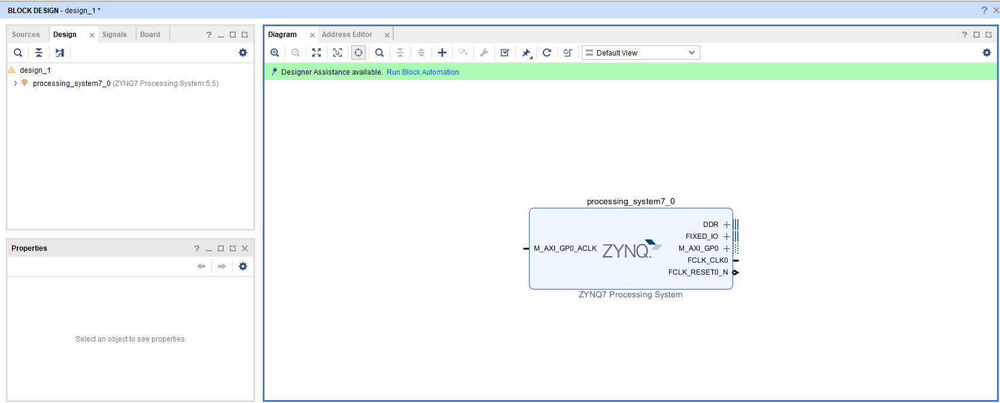 BLOCK DESIGN - design_1 *
Sources Design Signals Board
design_1
processing_system7_0 (ZYNQ7 Processing System:5.5)
Properties
Select an object to see properties
Diagram Address Editor
Default View
Designer Assistance available. Run Block Automation
processing_system7_0
DDR
FIXED_IO
M_AXI_GP0_ACLK ZYNQ M_AXI_GP0
FCLK_CLK0
FCLK_RESET0_N
ZYNQ7 Processing System